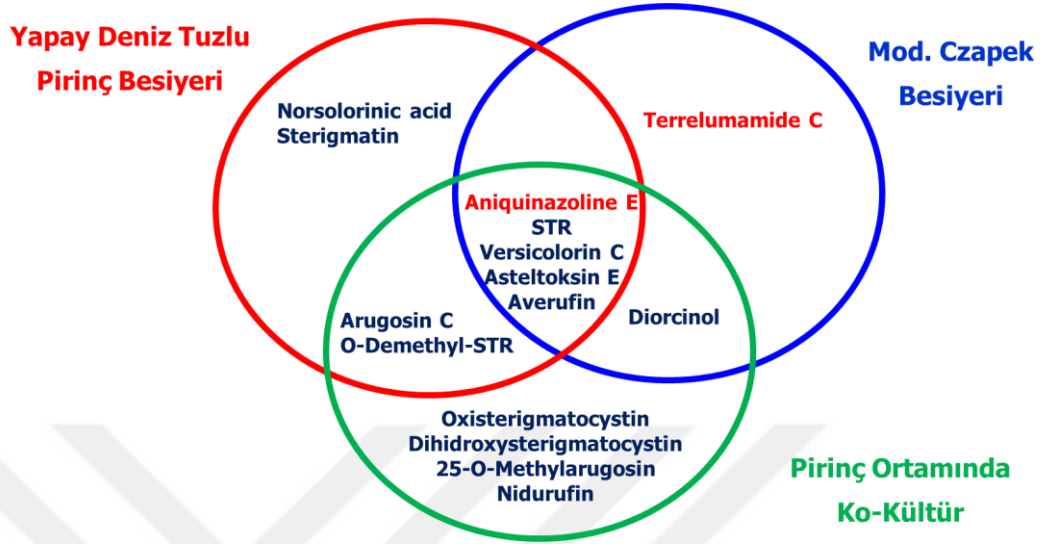 Yapay Deniz Tuzlu
Pirinç Besiyeri
Mod. Czapek
Besiyeri
Norsolorinic acid
Sterigmatin
Terrelumamide C
Aniquinazoline E
STR
Versicolorin C
Asteltoksin E
Averufin
Arugosin C
O-Demethyl-STR
Diorcinol
Oxisterigmatocystin
Dihidroxysterigmatocystin
25-O-Methylarugosin
Nidurufin
Pirinç Ortamında
Ko-Kültür